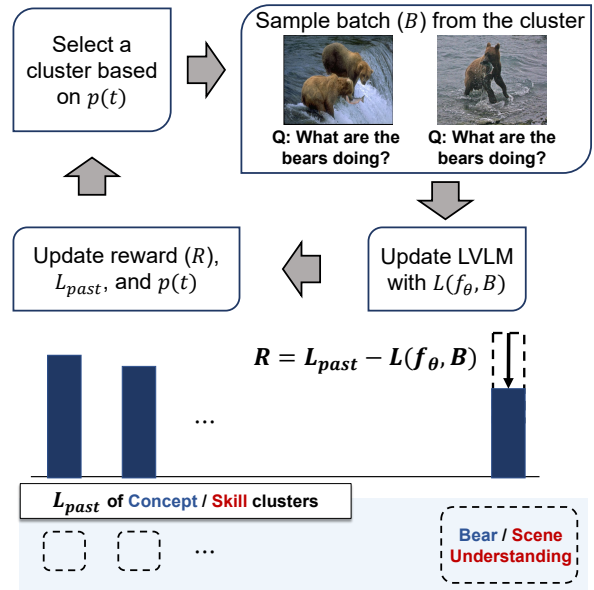 Select a
cluster based
on p(t)
Sample batch (B) from the cluster
Q: What are the
bears doing?
Q: What are the
bears doing?
Update reward (R),
L_past, and p(t)
Update LVLM
with L(f_θ, B)
R = L_past − L(f_θ, B)
...
L_past of Concept / Skill clusters
...
Bear / Scene
Understanding